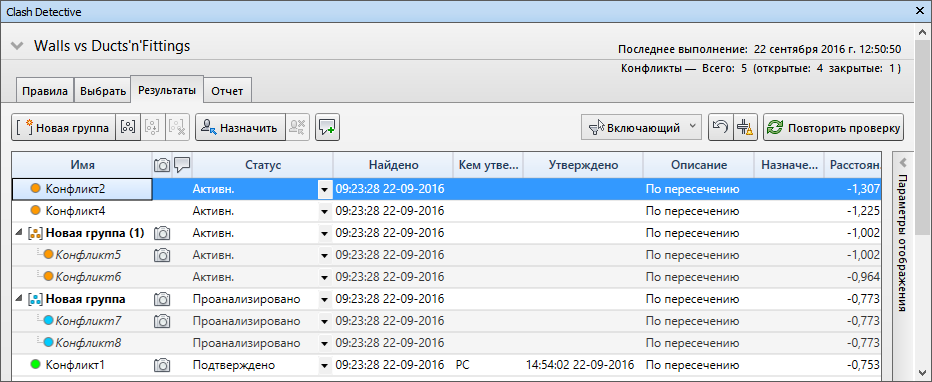 Clash Detective
Walls vs Ducts'n'Fittings
Последнее выполнение: 22 сентября 2016 г. 12:50:50
Конфликты — Всего: 5 (открытые: 4 закрытые: 1 )
Правила Выбрать Результаты Отчет
Новая группа Назначить Включающий Повторить проверку
Имя Статус Найдено Кем утве... Утверждено Описание Назначе... Расстоян.
Конфликт2 Активн. 09:23:28 22-09-2016 По пересечению -1,307
Конфликт4 Активн. 09:23:28 22-09-2016 По пересечению -1,225
Новая группа (1) Активн. 09:23:28 22-09-2016 По пересечению -1,002
Конфликт5 Активн. 09:23:28 22-09-2016 По пересечению -1,002
Конфликт6 Активн. 09:23:28 22-09-2016 По пересечению -0,964
Новая группа Проанализировано 09:23:28 22-09-2016 По пересечению -0,773
Конфликт7 Проанализировано 09:23:28 22-09-2016 По пересечению -0,773
Конфликт8 Проанализировано 09:23:28 22-09-2016 По пересечению -0,773
Конфликт1 Подтверждено 09:23:28 22-09-2016 PC 14:54:02 22-09-2016 По пересечению -0,753
Параметры отображения